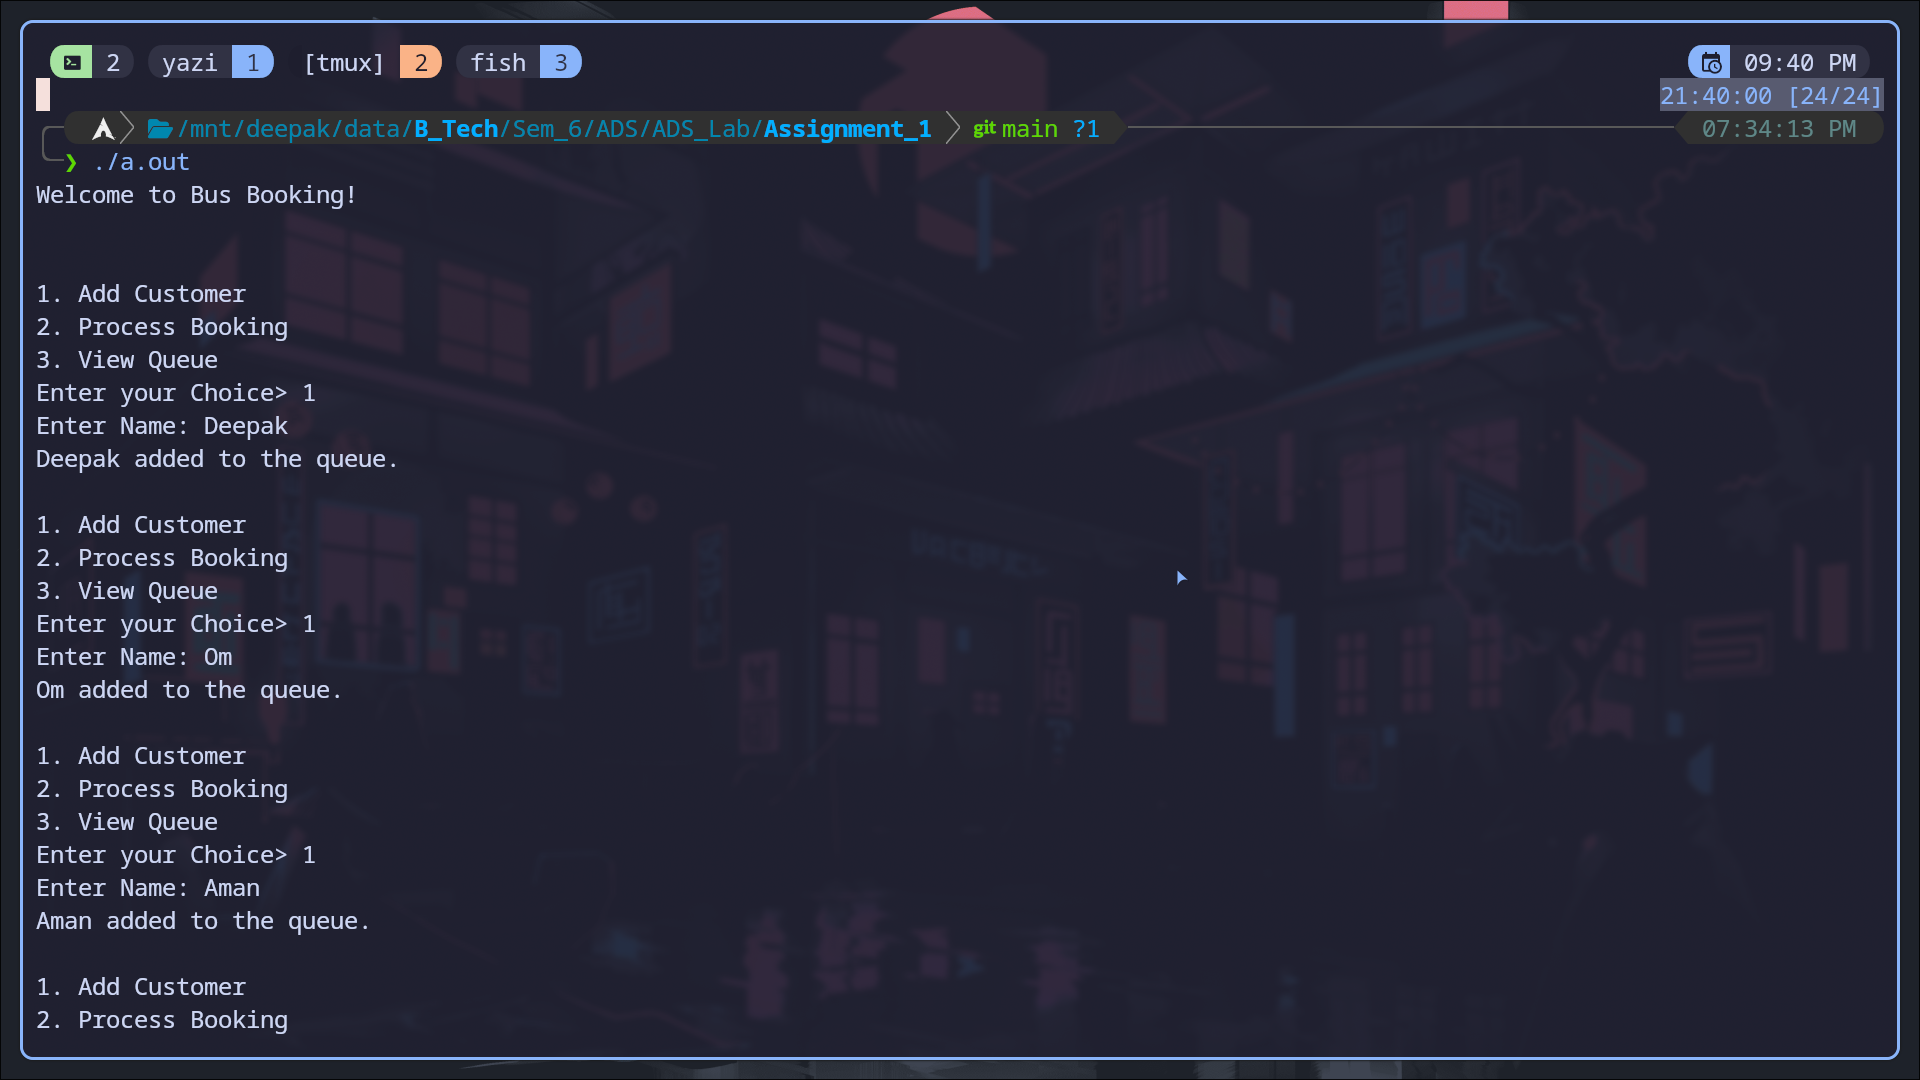 2 yazi 1 [tmux] 2 fish 3 09:40 PM
21:40:00 [24/24]
/mnt/deepak/data/B_Tech/Sem_6/ADS/ADS_Lab/Assignment_1 git main ?1 07:34:13 PM
❯ ./a.out
Welcome to Bus Booking!
1. Add Customer
2. Process Booking
3. View Queue
Enter your Choice> 1
Enter Name: Deepak
Deepak added to the queue.
1. Add Customer
2. Process Booking
3. View Queue
Enter your Choice> 1
Enter Name: Om
Om added to the queue.
1. Add Customer
2. Process Booking
3. View Queue
Enter your Choice> 1
Enter Name: Aman
Aman added to the queue.
1. Add Customer
2. Process Booking